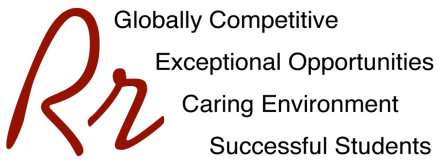 Rr
Globally Competitive
Exceptional Opportunities
Caring Environment
Successful Students